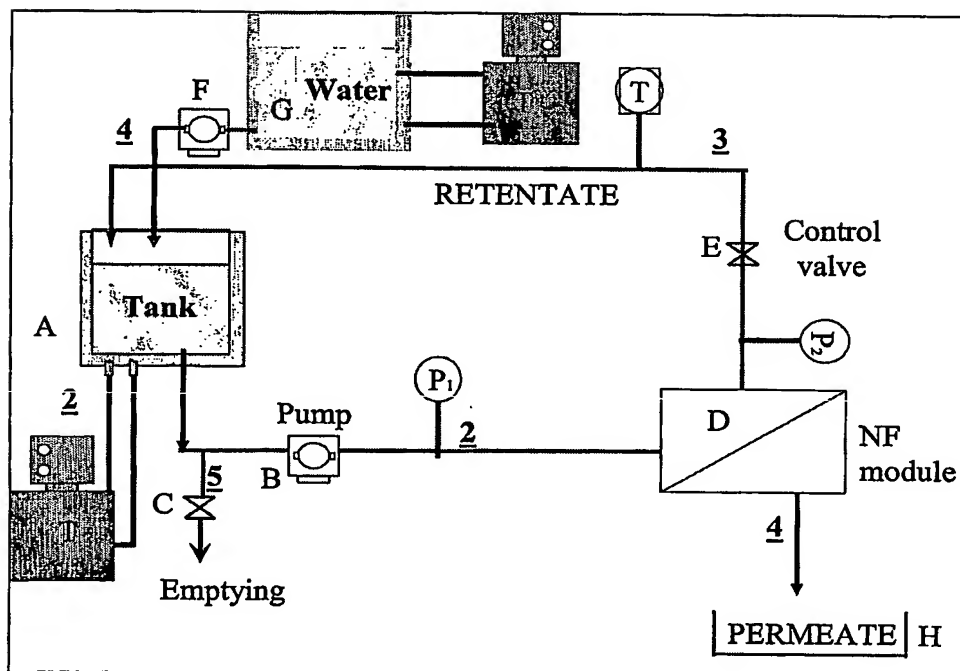 Water
G
F
T
4
3
RETENTATE
E
Control
valve
Tank
A
P2
P1
2
Pump
2
D
NF
module
B
5
C
T
4
Emptying
PERMEATE
H